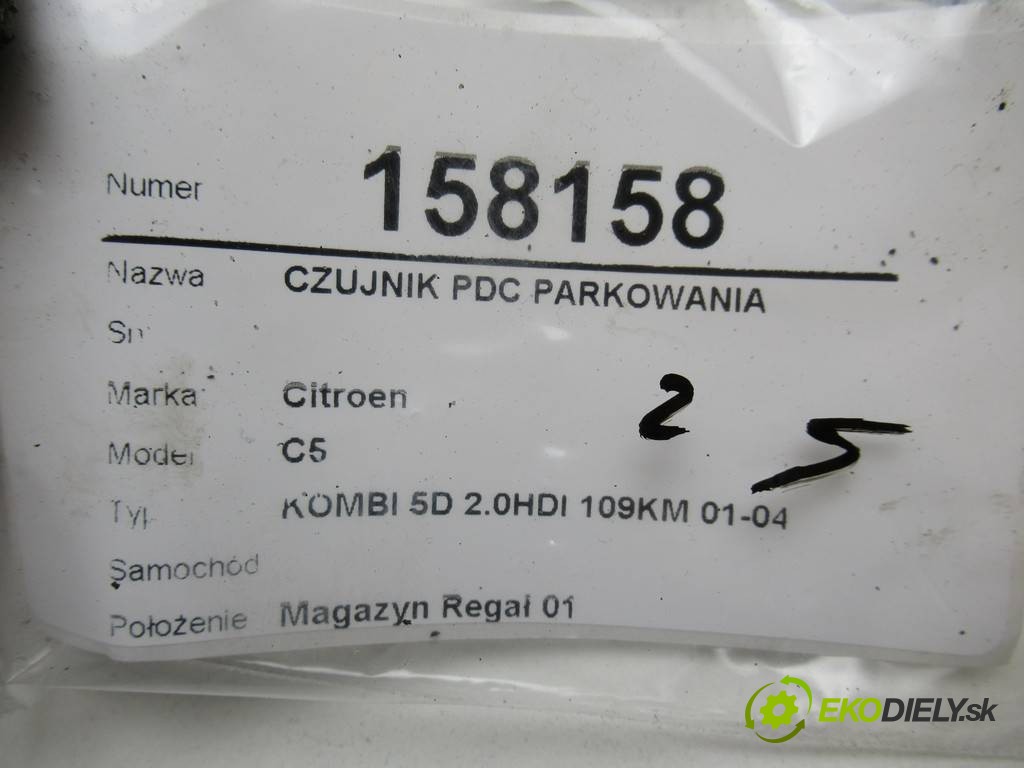 Numer 158158
Nazwa CZUJNIK PDC PARKOWANIA
Marka Citroen
2
Model C5
5
KOMBI 5D 2.0HDI 109KM 01-04
Samochód
Położenie Magazyn Regał 01
EKODIELY.sk